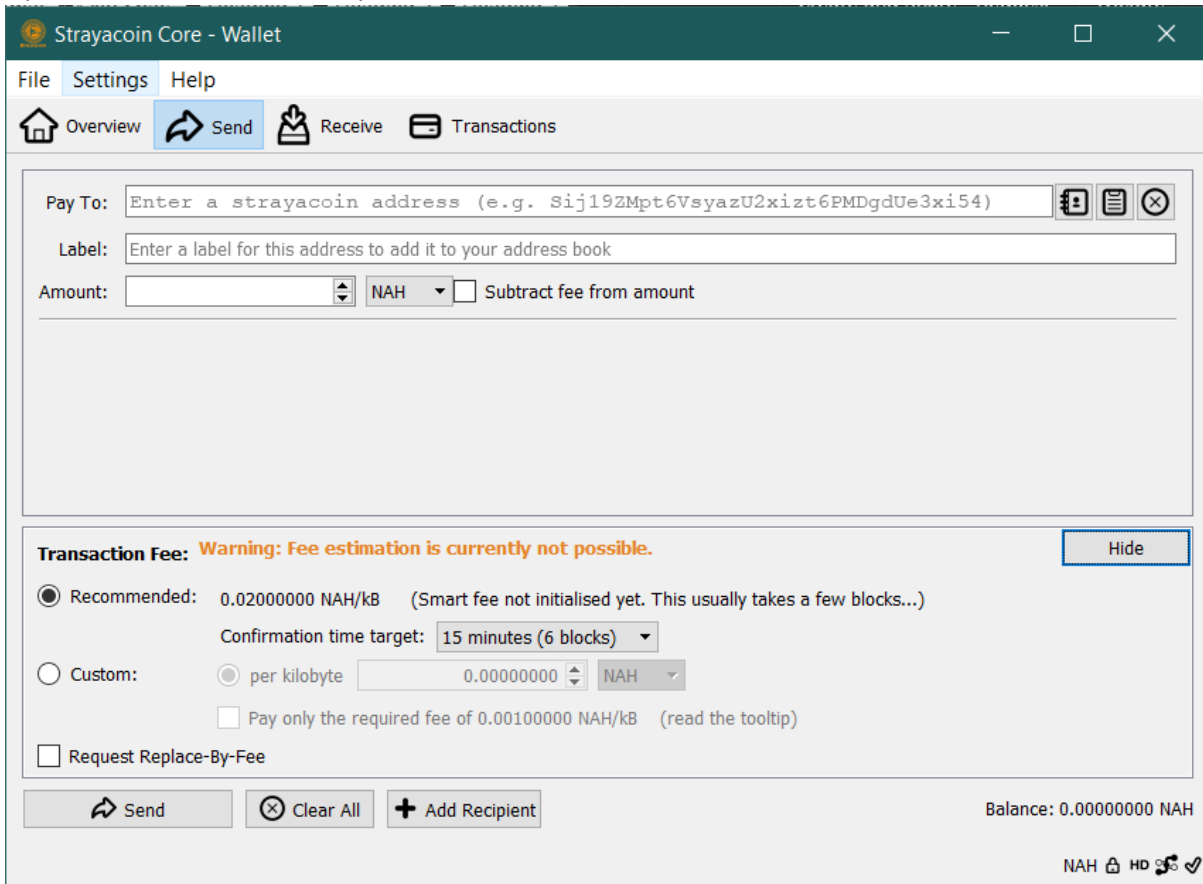 Strayacoin Core - Wallet
File Settings Help
Overview Send Receive Transactions
Pay To: Enter a strayacoin address (e.g. Sij19ZMpt6VsyazU2xizt6PMDgdUe3xi54)
Label: Enter a label for this address to add it to your address book
Amount: NAH Subtract fee from amount
Transaction Fee: Warning: Fee estimation is currently not possible. Hide
Recommended: 0.02000000 NAH/kB (Smart fee not initialised yet. This usually takes a few blocks...)
Confirmation time target: 15 minutes (6 blocks)
Custom: per kilobyte 0.00000000 NAH
Pay only the required fee of 0.00100000 NAH/kB (read the tooltip)
Request Replace-By-Fee
Send Clear All Add Recipient Balance: 0.00000000 NAH
NAH HD